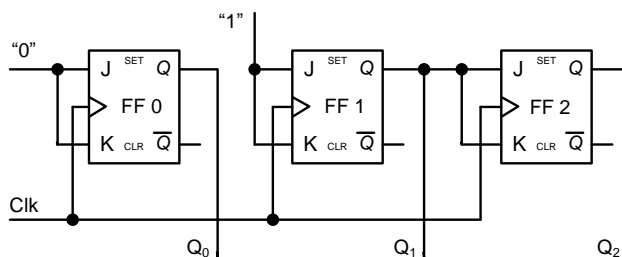 “1”
“0”
J SET Q J SET Q J SET Q
FF 0 FF 1 FF 2
K CLR Q̅ K CLR Q̅ K CLR Q̅
Clk
Q₀ Q₁ Q₂